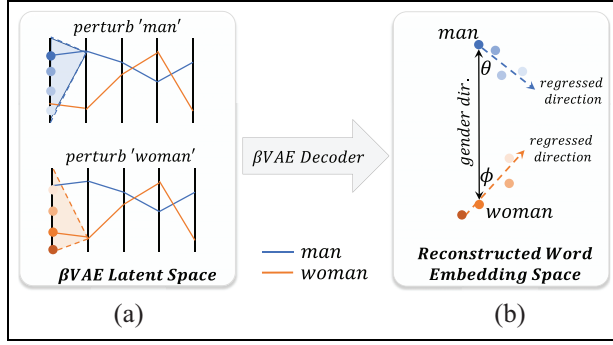 perturb 'man'
perturb 'woman'
βVAE Latent Space
(a)
βVAE Decoder
man
woman
man
θ
regressed
direction
gender dir.
regressed
direction
ϕ
woman
Reconstructed Word
Embedding Space
(b)